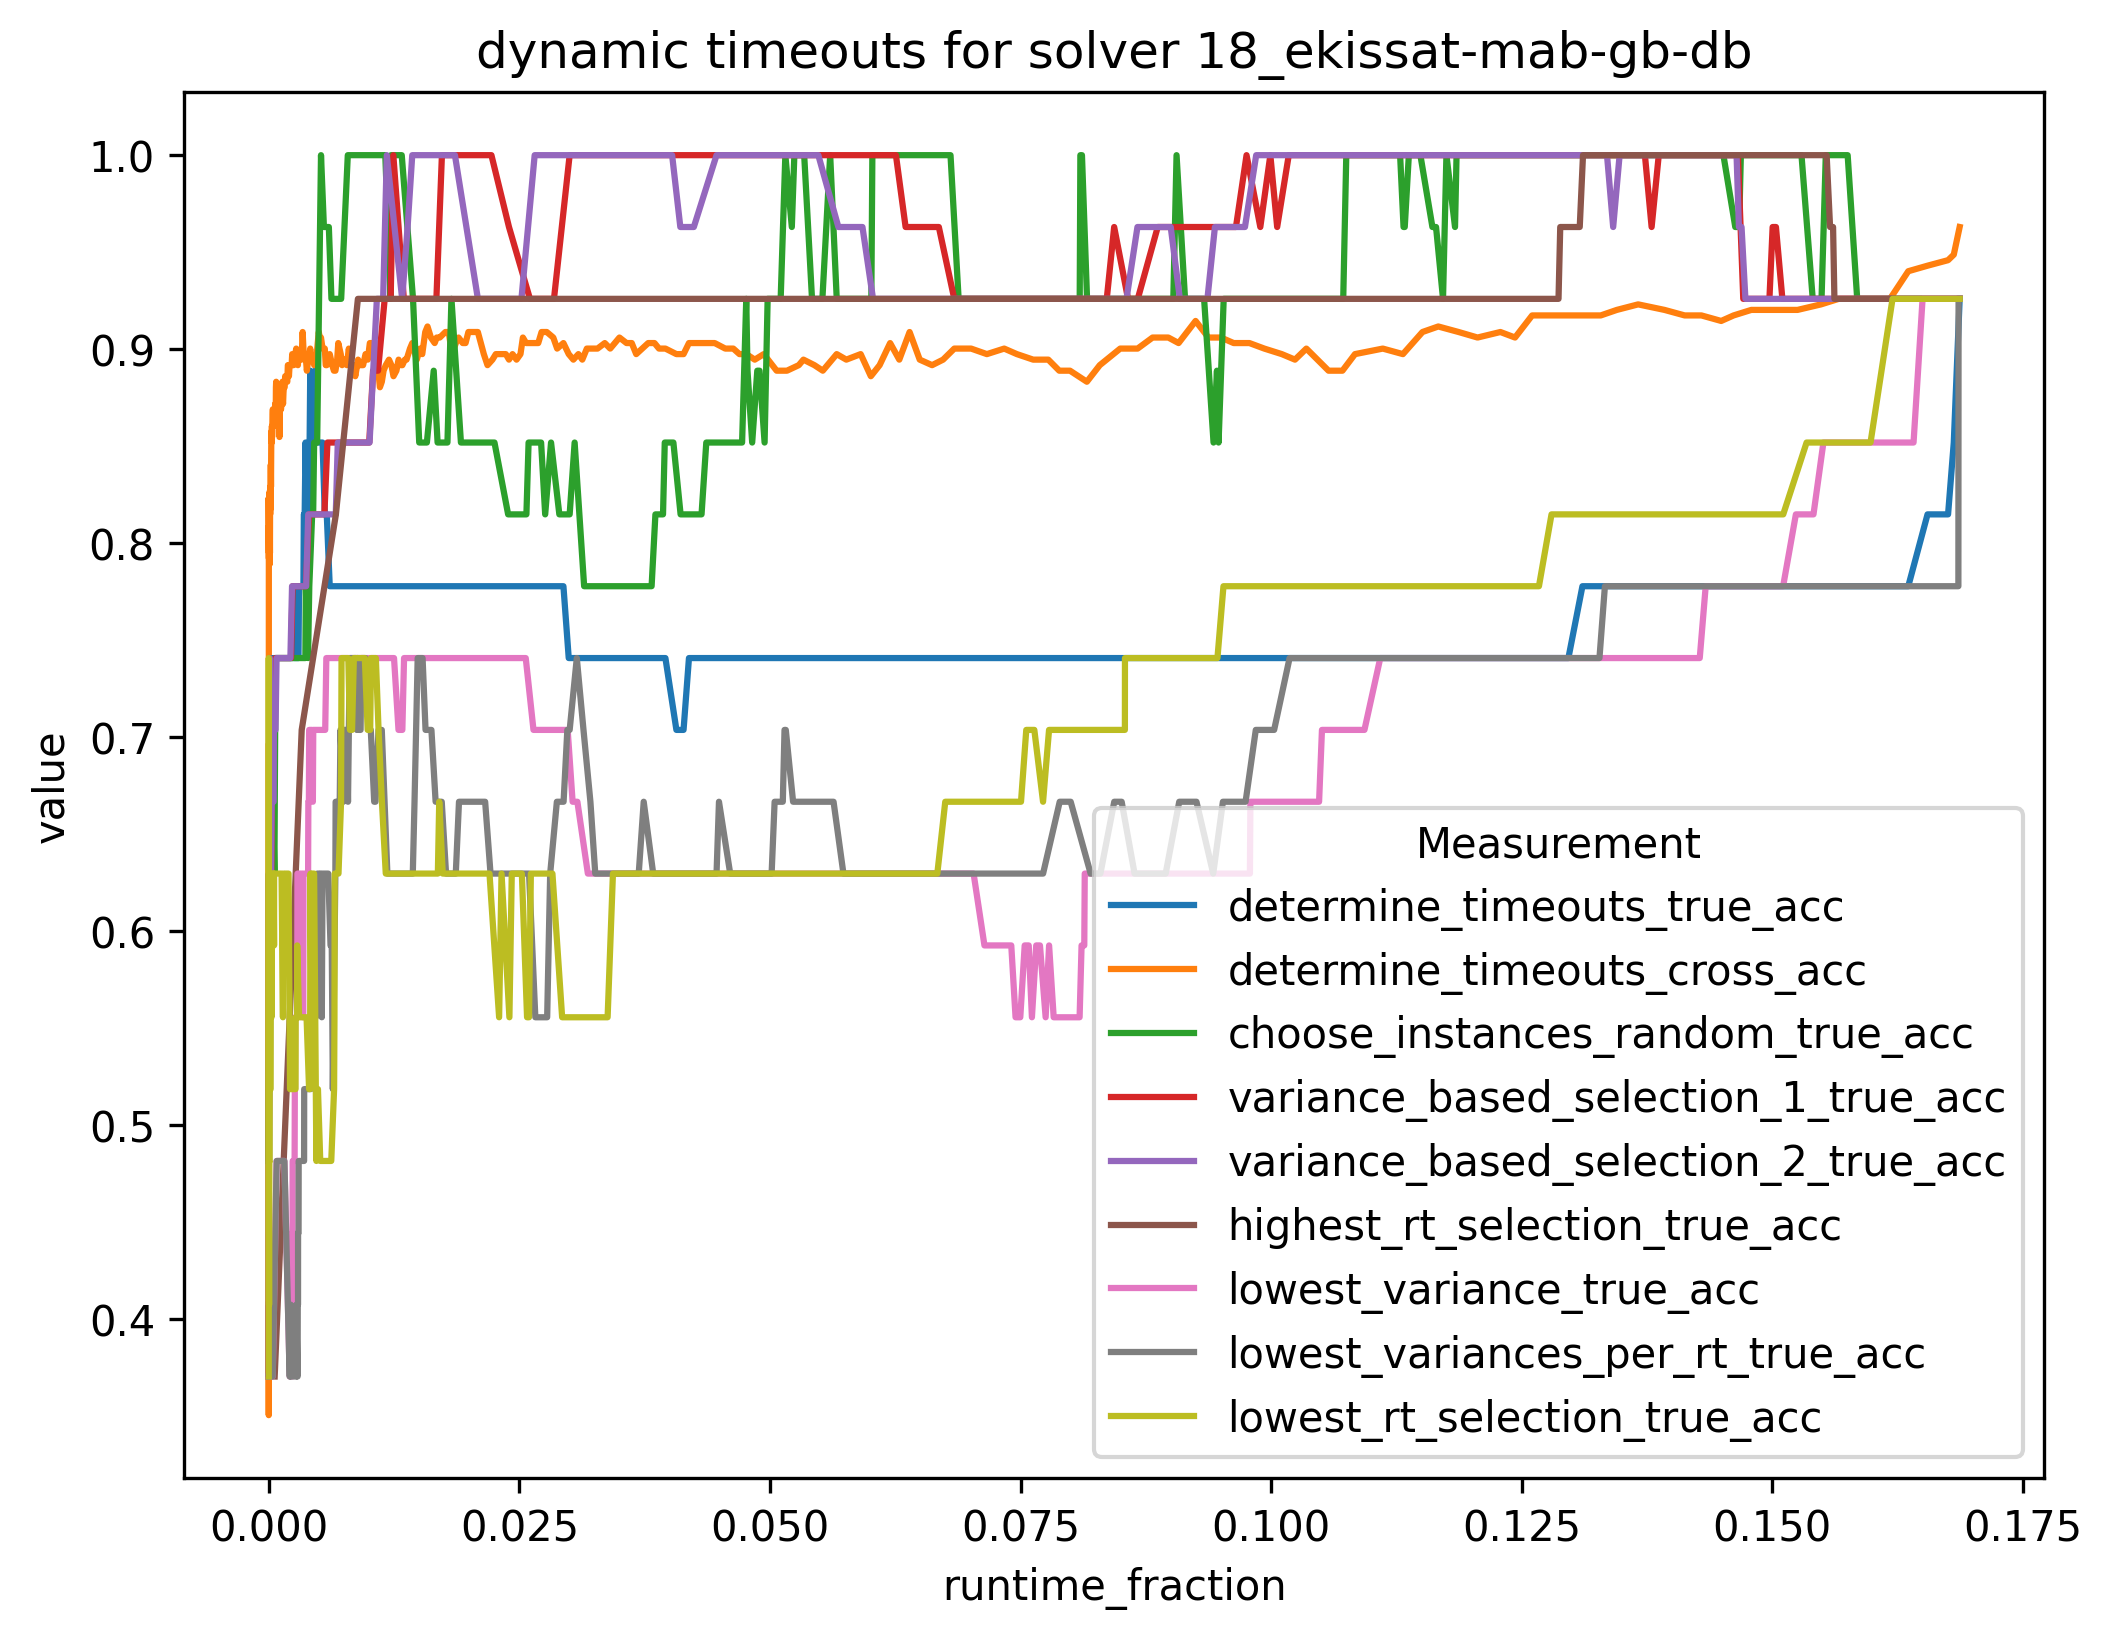 dynamic timeouts for solver 18_ekissat-mab-gb-db
value
1.0
0.9
0.8
0.7
0.6
0.5
0.4
Measurement
determine_timeouts_true_acc
determine_timeouts_cross_acc
choose_instances_random_true_acc
variance_based_selection_1_true_acc
variance_based_selection_2_true_acc
highest_rt_selection_true_acc
lowest_variance_true_acc
lowest_variances_per_rt_true_acc
lowest_rt_selection_true_acc
0.000 0.025 0.050 0.075 0.100 0.125 0.150 0.175
runtime_fraction